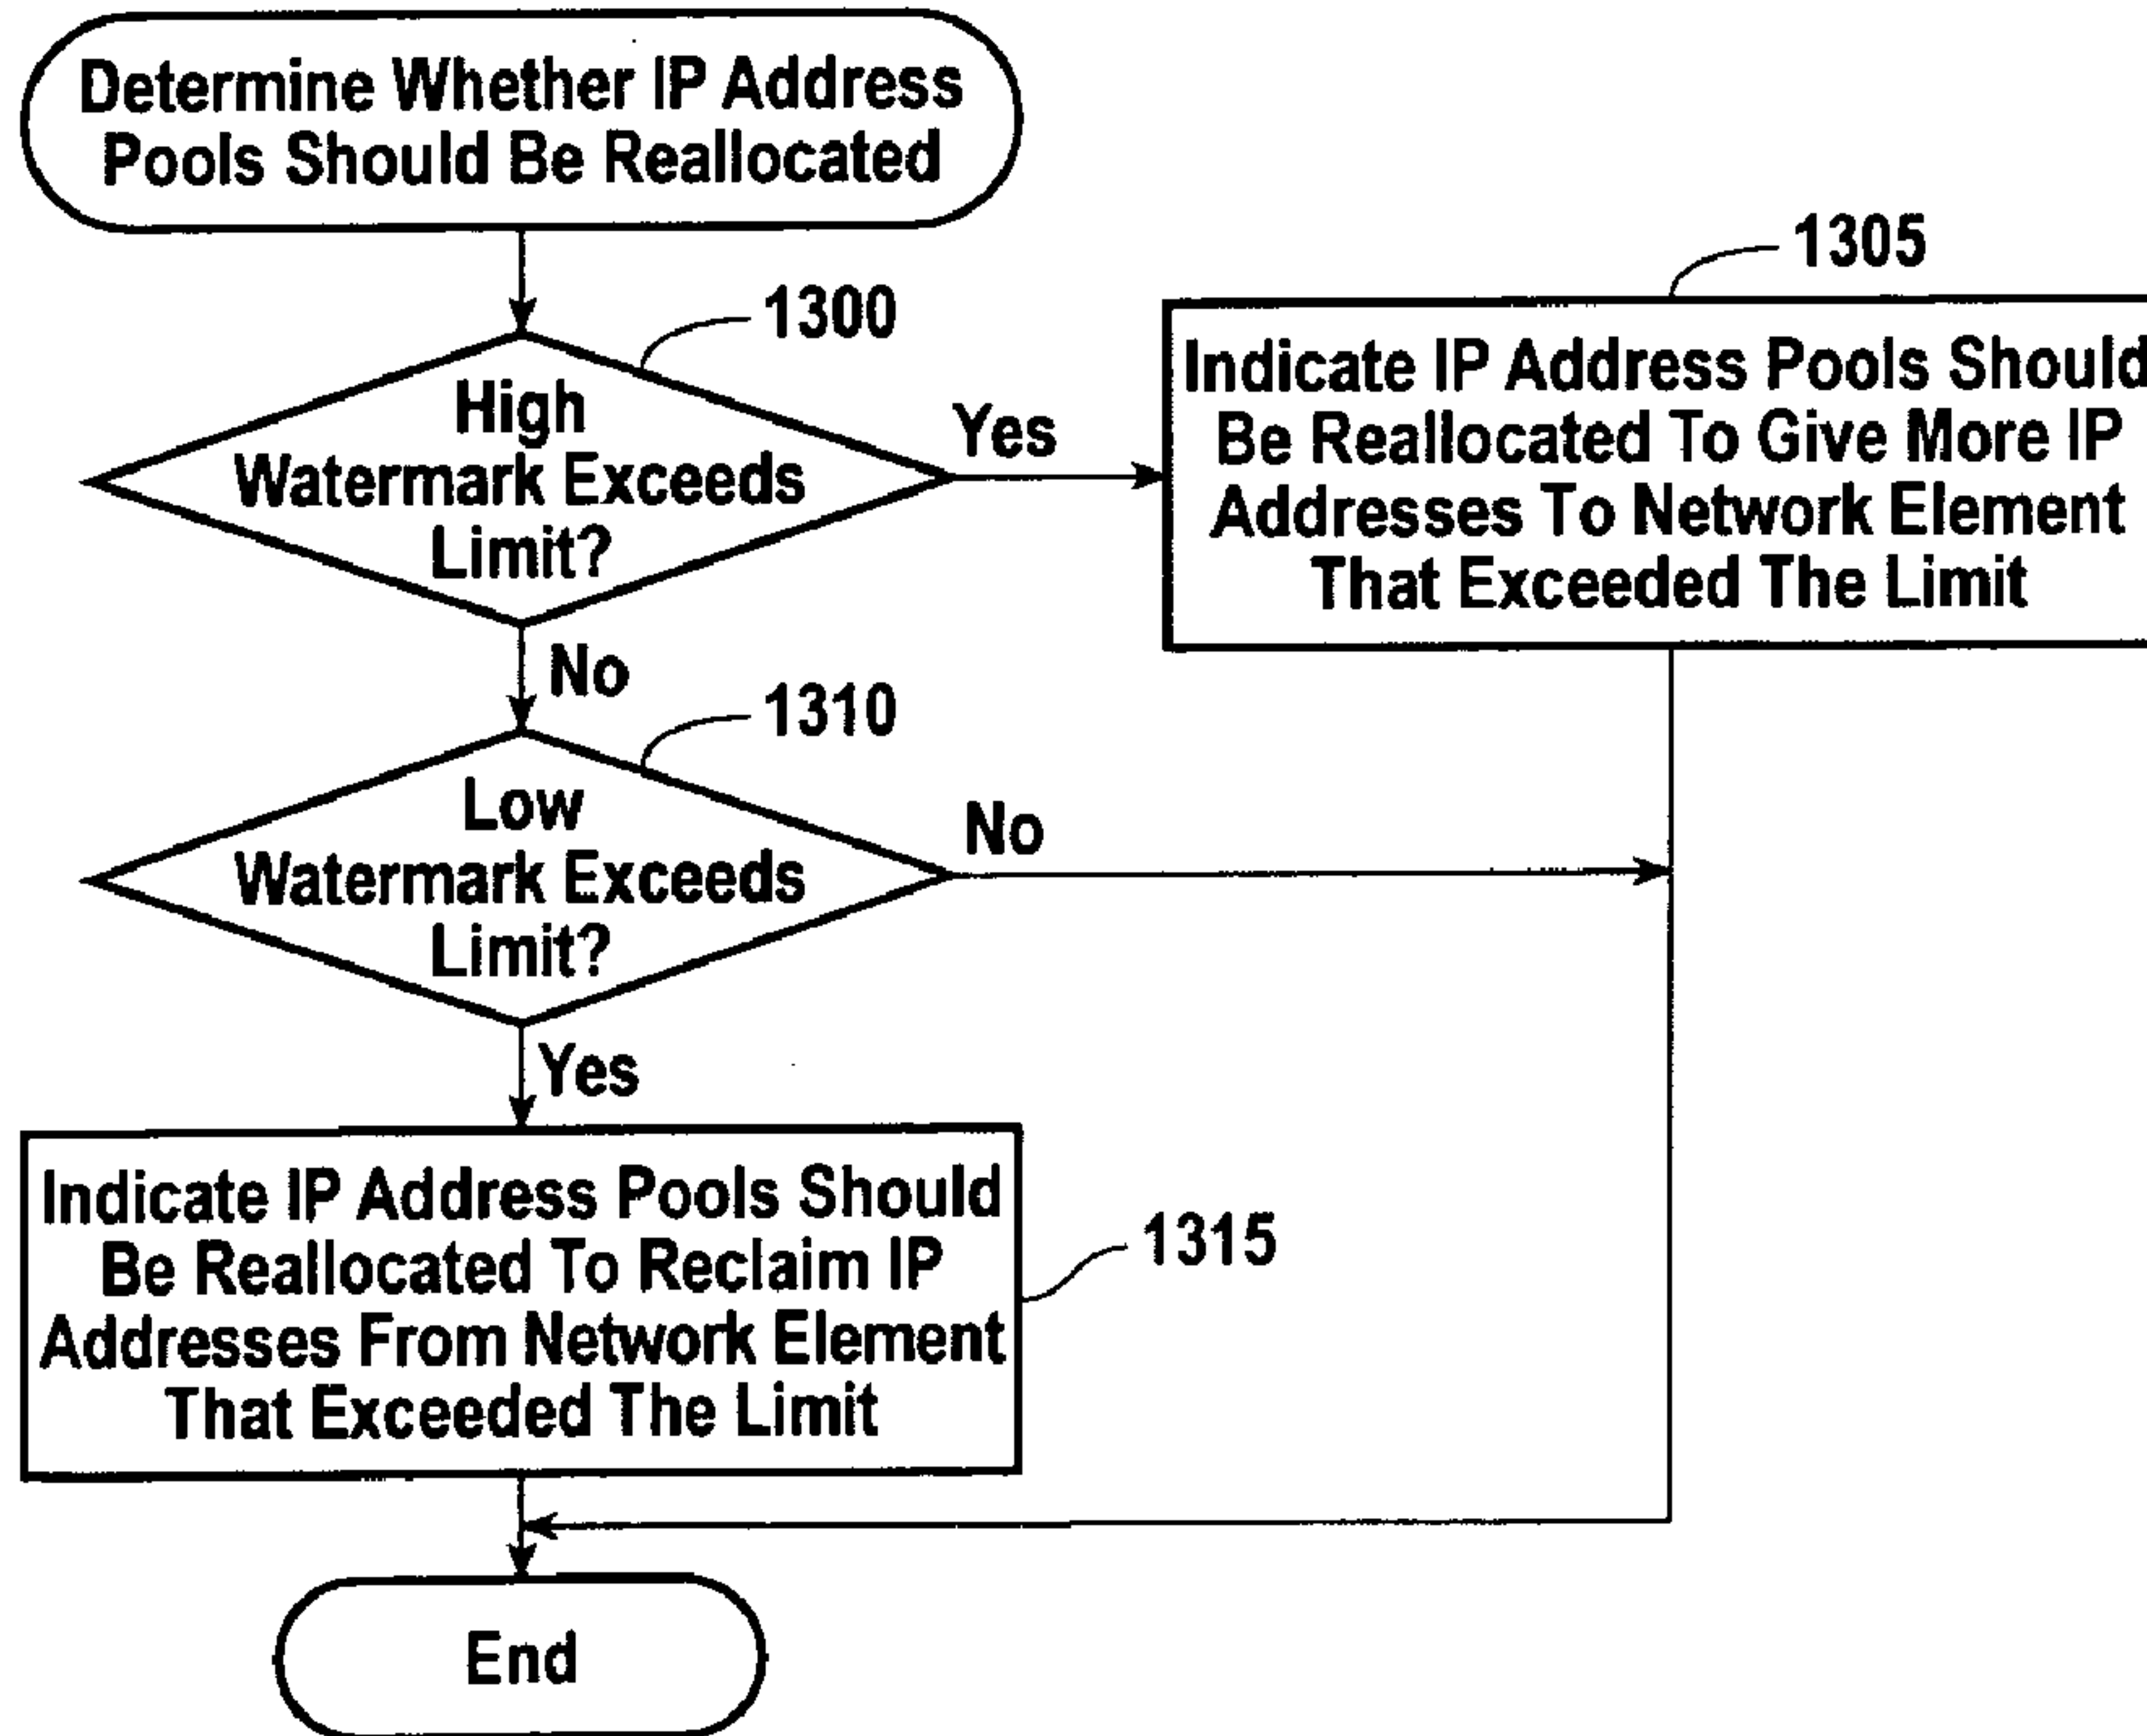 Determine Whether IP Address
Pools Should Be Reallocated
1300
High
Watermark Exceeds
Limit?
Yes
1305
Indicate IP Address Pools Should
Be Reallocated To Give More IP
Addresses To Network Element
That Exceeded The Limit
No
1310
Low
Watermark Exceeds
Limit?
No
Yes
Indicate IP Address Pools Should
Be Reallocated To Reclaim IP
Addresses From Network Element
That Exceeded The Limit
1315
End